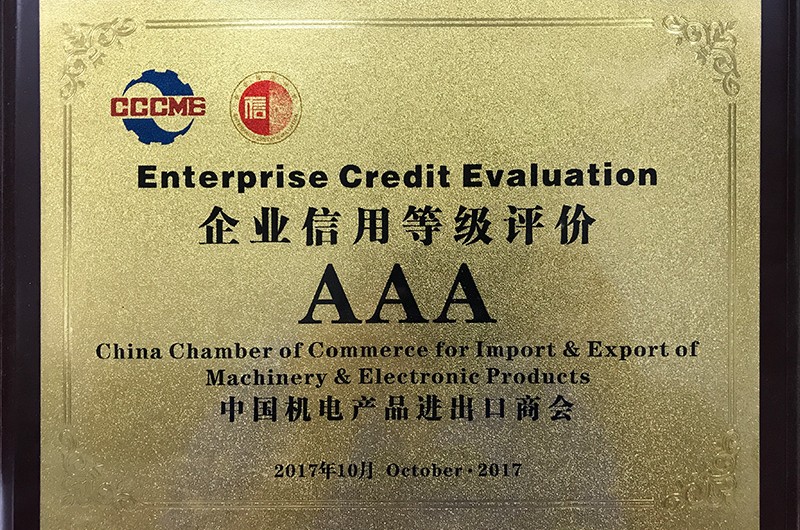 CCCME
信
Enterprise Credit Evaluation
企业信用等级评价
AAA
China Chamber of Commerce for Import & Export of
Machinery & Electronic Products
中国机电产品进出口商会
2017年10月 October·2017